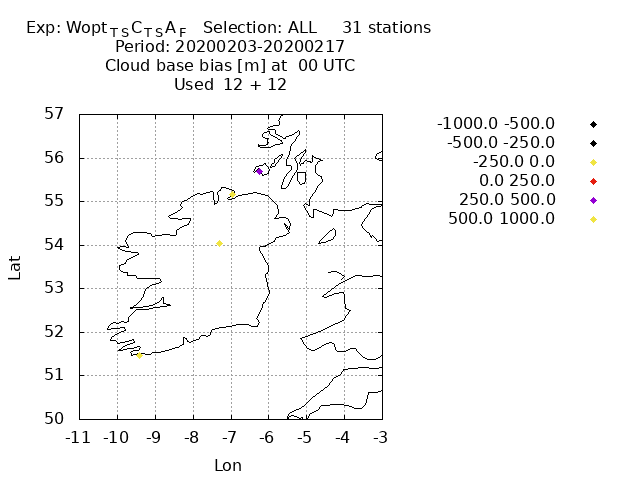 Exp: Wopt_TS C_TS A_F   Selection: ALL     31 stations
Period: 20200203-20200217
Cloud base bias [m] at  00 UTC
Used  12 + 12
-1000.0 -500.0
-500.0 -250.0
-250.0 0.0
0.0 250.0
250.0 500.0
500.0 1000.0
57
56
55
54
53
52
51
50
Lat
-11 -10 -9 -8 -7 -6 -5 -4 -3
Lon